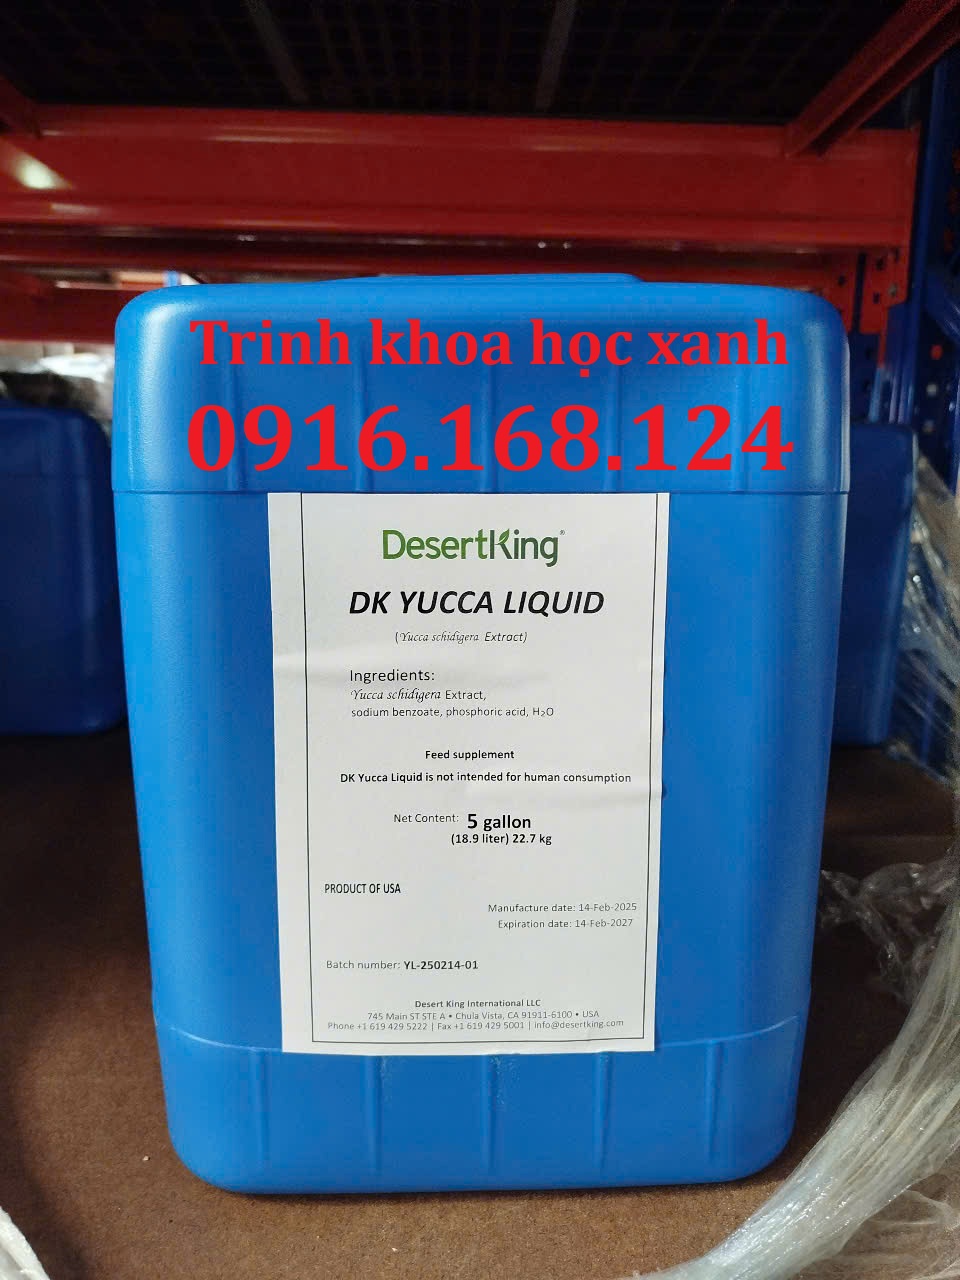 Trinh khoa học xanh
0916.168.124
DesertKing®
DK YUCCA LIQUID
(Yucca schidigera Extract)
Ingredients:
Yucca schidigera Extract,
sodium benzoate, phosphoric acid, H₂O
Feed supplement
DK Yucca Liquid is not intended for human consumption
Net Content: 5 gallon
(18.9 liter) 22.7 kg
PRODUCT OF USA
Manufacture date: 14-Feb-2025
Expiration date: 14-Feb-2027
Batch number: YL-250214-01
Desert King International LLC
745 Main ST STE A • Chula Vista, CA 91911-6100 • USA
Phone +1 619 429 5222 | Fax +1 619 429 5001 | info@desertking.com